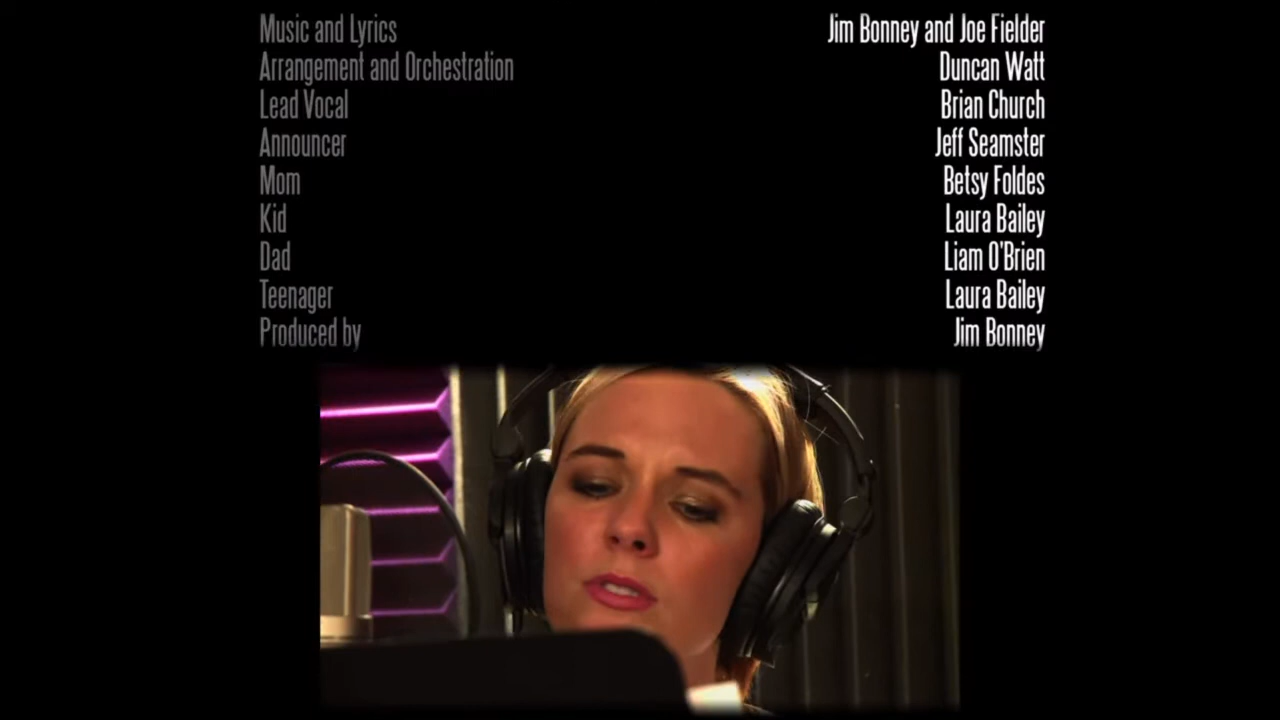 Music and Lyrics Jim Bonney and Joe Fielder
Arrangement and Orchestration Duncan Watt
Lead Vocal Brian Church
Announcer Jeff Seamster
Mom Betsy Foldes
Kid Laura Bailey
Dad Liam O'Brien
Teenager Laura Bailey
Produced by Jim Bonney